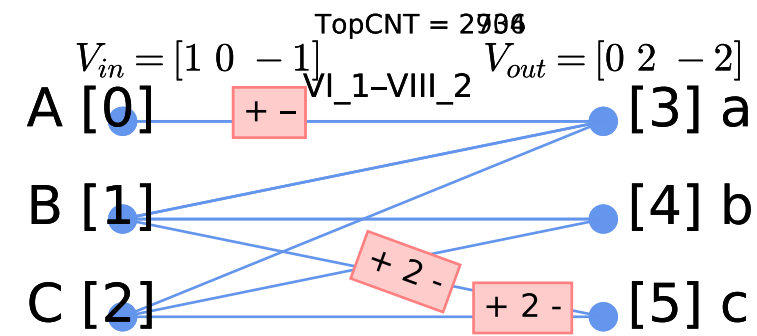 TopCNT =
V_in = [1 0 − 1] V_out = [0 2 − 2]
VI_1–VIII_2
A [0] + – [3] a
B [1] [4] b
+ 2 -
C [2] + 2 - [5] c